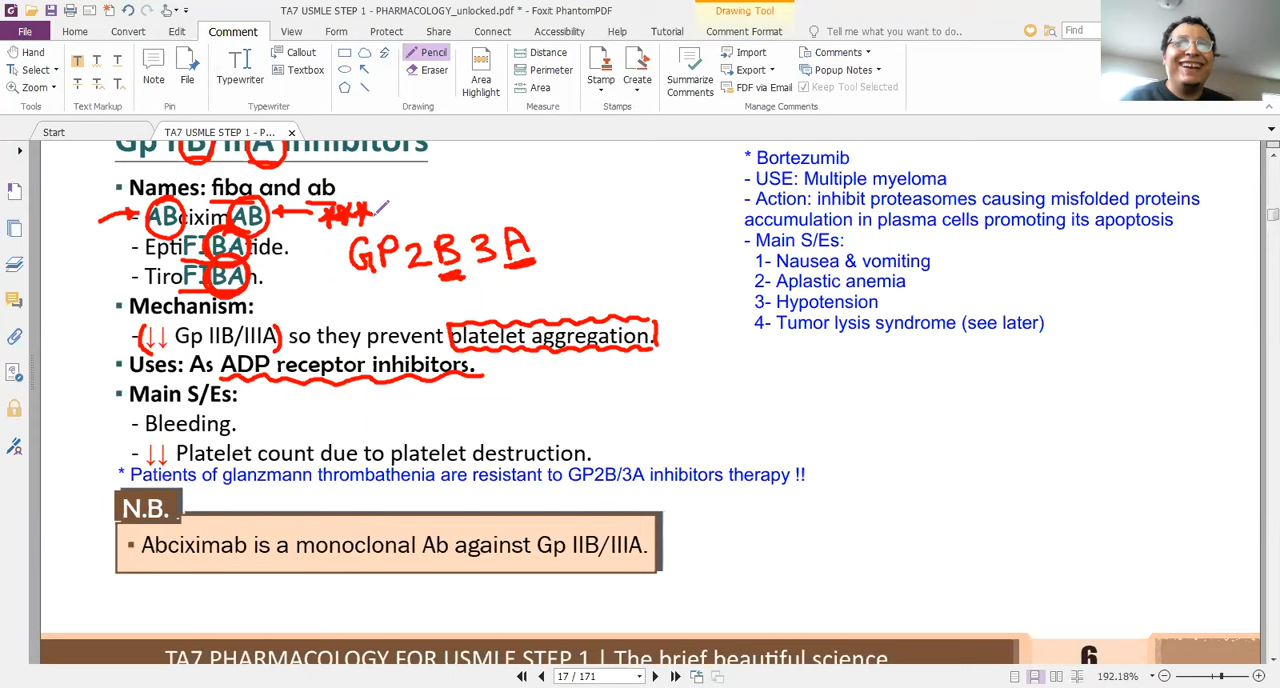 TA7 USMLE STEP 1 - PHARMACOLOGY_unlocked.pdf * - Foxit PhantomPDF
Drawing Tool
File Home Convert Comment View Form Protect Share Connect Accessibility Help Tutorial Comment Format Tell me what you want to do.. Find
Hand
Select
Zoom
Tools
T T T
T T T
Text Markup
Note
File
Pin
Typewriter
Callout
Textbox
Typewriter
Pencil
Eraser
Drawing
Area
Highlight
Distance
Perimeter
Area
Measure
Stamp
Create
Stamps
Summarize
Comments
Import
Export
FDF via Email
Comments
Popup Notes
Keep Tool Selected
Manage Comments
Start
TA7 USMLE STEP 1 - P...
Gp IIB/IIIA inhibitors
▪ Names: fiba and ab
- ABciximAB
- EptiFIBAtide.
- TiroFIBAn.
GP2B3A
▪ Mechanism:
- (↓↓ Gp IIB/IIIA) so they prevent platelet aggregation.
▪ Uses: As ADP receptor inhibitors.
▪ Main S/Es:
- Bleeding.
- ↓↓ Platelet count due to platelet destruction.
* Patients of glanzmann thrombathenia are resistant to GP2B/3A inhibitors therapy !!
N.B.
▪ Abciximab is a monoclonal Ab against Gp IIB/IIIA.
* Bortezumib
- USE: Multiple myeloma
- Action: inhibit proteasomes causing misfolded proteins
accumulation in plasma cells promoting its apoptosis
- Main S/Es:
1- Nausea & vomiting
2- Aplastic anemia
3- Hypotension
4- Tumor lysis syndrome (see later)
TA7 PHARMACOLOGY FOR USMLE STEP 1 | The brief beautiful science
6
17 / 171
192.18%